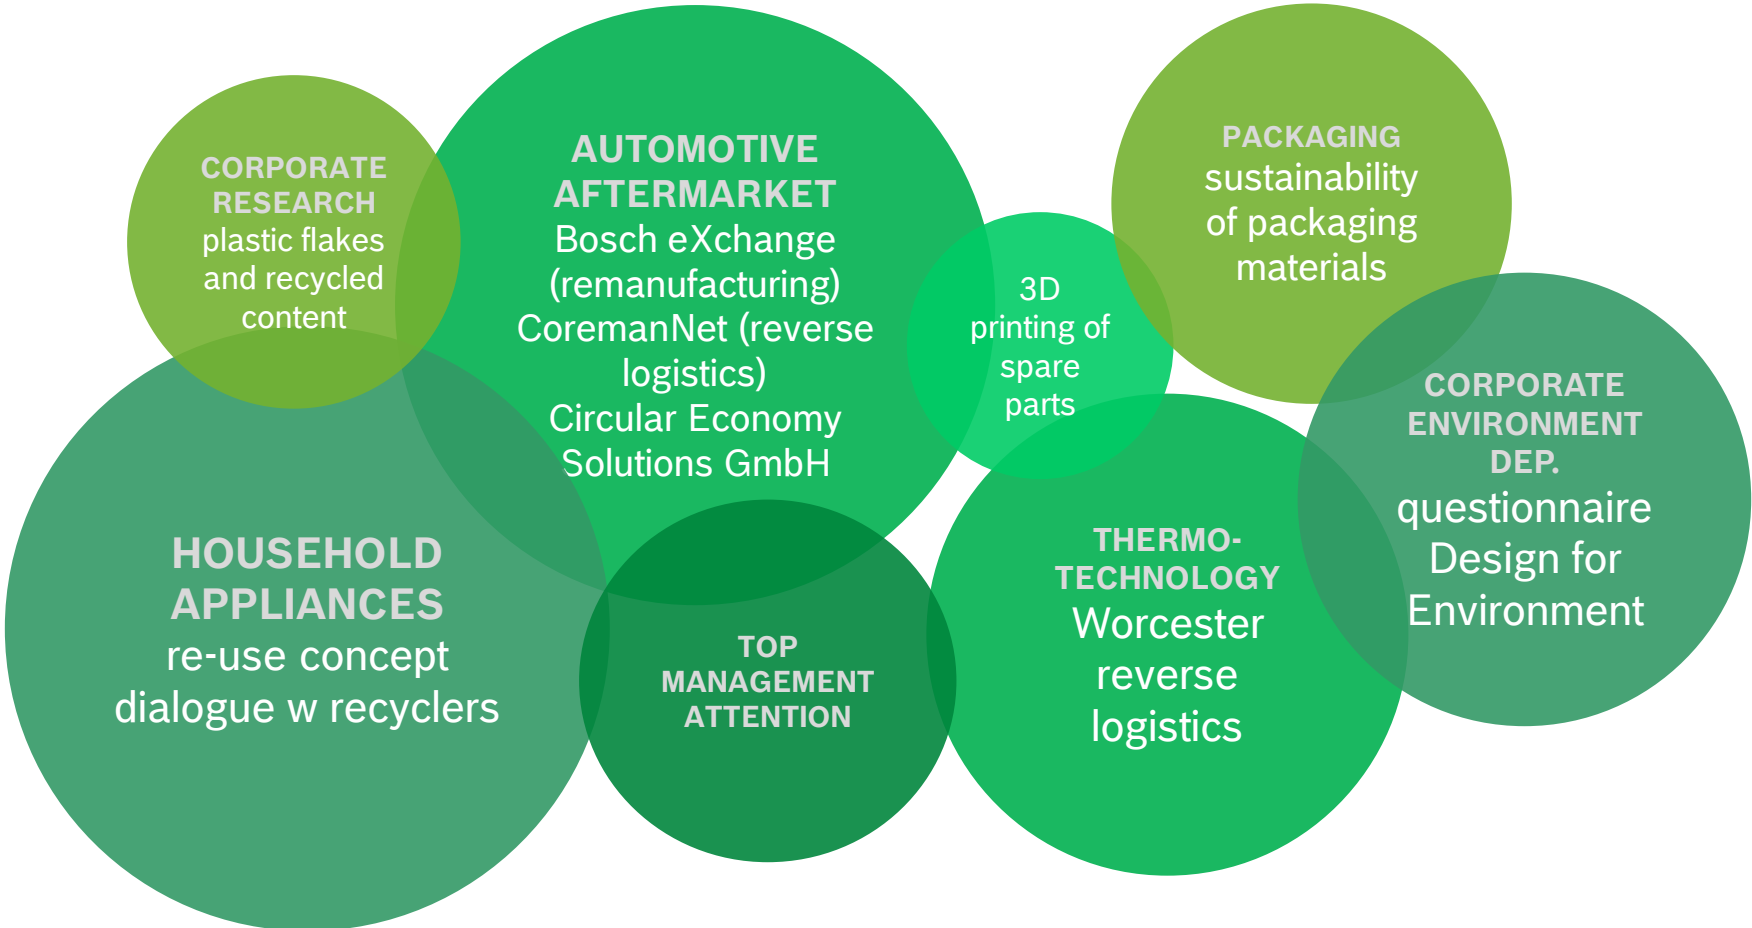 CORPORATE
RESEARCH
plastic flakes
and recycled
content
AUTOMOTIVE
AFTERMARKET
Bosch eXchange
(remanufacturing)
CoremanNet (reverse
logistics)
Circular Economy
Solutions GmbH
3D
printing of
spare
parts
PACKAGING
sustainability
of packaging
materials
CORPORATE
ENVIRONMENT
DEP.
questionnaire
Design for
Environment
HOUSEHOLD
APPLIANCES
re-use concept
dialogue w recyclers
TOP
MANAGEMENT
ATTENTION
THERMO-
TECHNOLOGY
Worcester
reverse
logistics